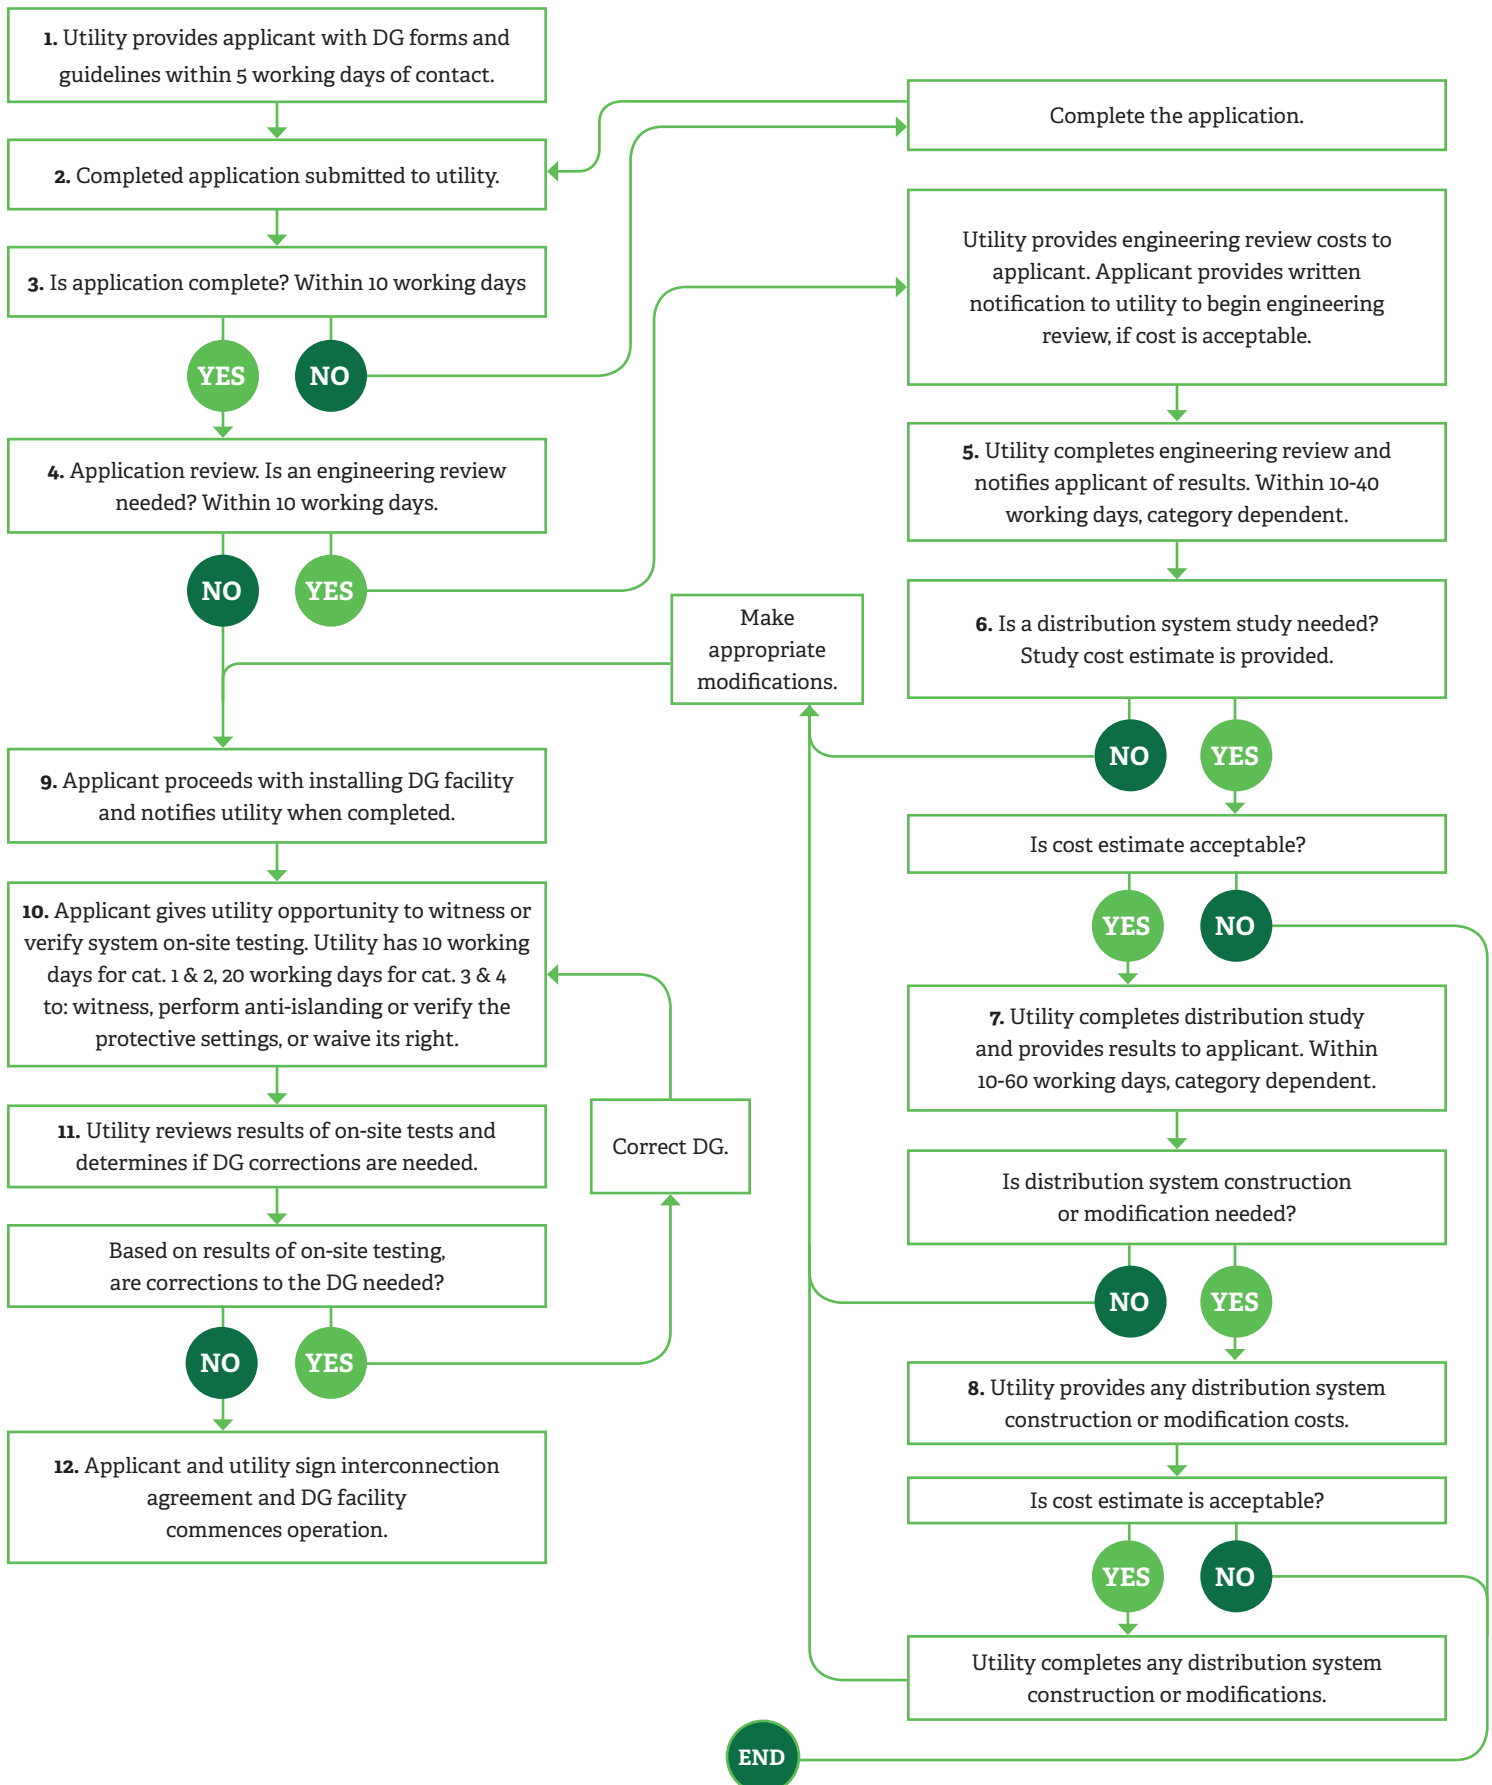 1. Utility provides applicant with DG forms and
guidelines within 5 working days of contact.
2. Completed application submitted to utility.
3. Is application complete? Within 10 working days
YES
NO
Complete the application.
4. Application review. Is an engineering review
needed? Within 10 working days.
NO
YES
Utility provides engineering review costs to
applicant. Applicant provides written
notification to utility to begin engineering
review, if cost is acceptable.
5. Utility completes engineering review and
notifies applicant of results. Within 10-40
working days, category dependent.
6. Is a distribution system study needed?
Study cost estimate is provided.
NO
YES
Make
appropriate
modifications.
Is cost estimate acceptable?
YES
NO
7. Utility completes distribution study
and provides results to applicant. Within
10-60 working days, category dependent.
Is distribution system construction
or modification needed?
NO
YES
8. Utility provides any distribution system
construction or modification costs.
Is cost estimate is acceptable?
YES
NO
Utility completes any distribution system
construction or modifications.
END
9. Applicant proceeds with installing DG facility
and notifies utility when completed.
10. Applicant gives utility opportunity to witness or
verify system on-site testing. Utility has 10 working
days for cat. 1 & 2, 20 working days for cat. 3 & 4
to: witness, perform anti-islanding or verify the
protective settings, or waive its right.
11. Utility reviews results of on-site tests and
determines if DG corrections are needed.
Based on results of on-site testing,
are corrections to the DG needed?
NO
YES
Correct DG.
12. Applicant and utility sign interconnection
agreement and DG facility
commences operation.